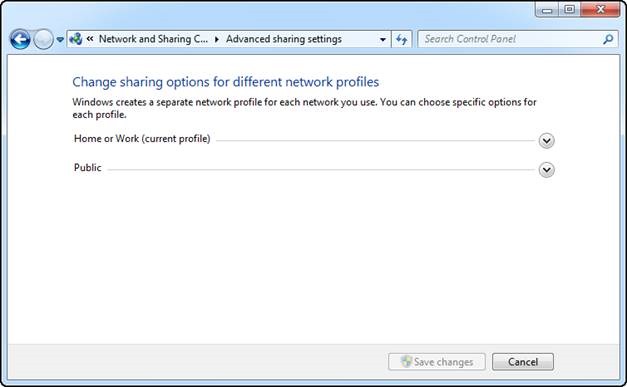 « Network and Sharing C... Advanced sharing settings Search Control Panel
Change sharing options for different network profiles
Windows creates a separate network profile for each network you use. You can choose specific options for
each profile.
Home or Work (current profile)
Public
Save changes Cancel